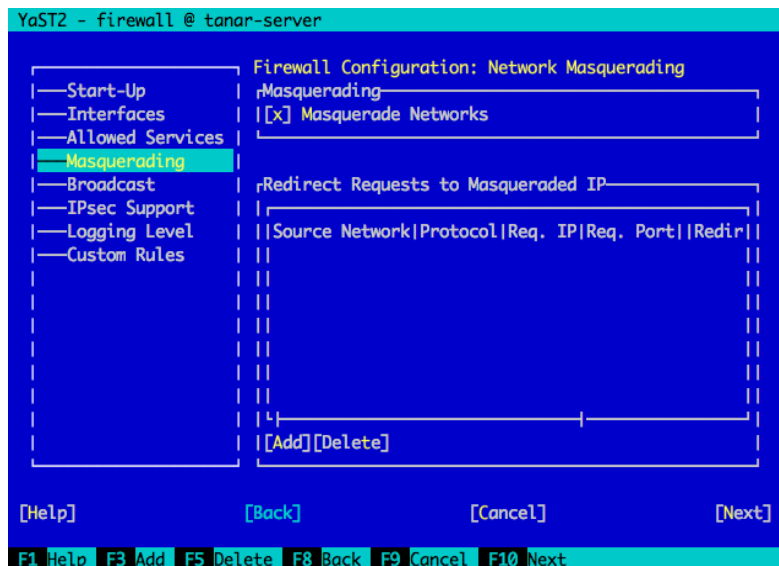 YaST2 - firewall @ tanar-server
Firewall Configuration: Network Masquerading
Start-Up
Interfaces
Allowed Services
Masquerading
Broadcast
IPsec Support
Logging Level
Custom Rules
Masquerading
[x] Masquerade Networks
Redirect Requests to Masqueraded IP
Source Network|Protocol|Req. IP|Req. Port||Redir
[Add][Delete]
[Help] [Back] [Cancel] [Next]
F1 Help F3 Add F5 Delete F8 Back F9 Cancel F10 Next